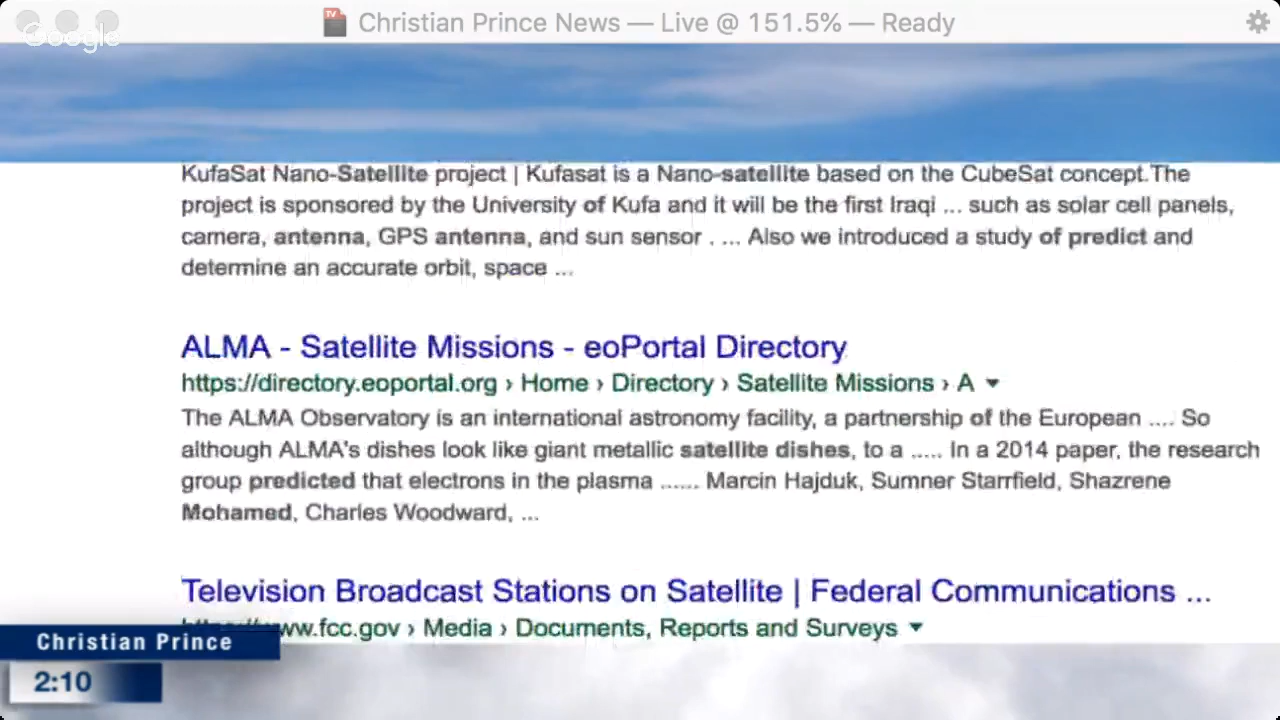 Christian Prince News — Live @ 151.5% — Ready
Google
KufaSat Nano-Satellite project | Kufasat is a Nano-satellite based on the CubeSat concept.The
project is sponsored by the University of Kufa and it will be the first Iraqi ... such as solar cell panels,
camera, antenna, GPS antenna, and sun sensor . ... Also we introduced a study of predict and
determine an accurate orbit, space ...
ALMA - Satellite Missions - eoPortal Directory
https://directory.eoportal.org › Home › Directory › Satellite Missions › A
The ALMA Observatory is an international astronomy facility, a partnership of the European .... So
although ALMA's dishes look like giant metallic satellite dishes, to a ..... In a 2014 paper, the research
group predicted that electrons in the plasma ...... Marcin Hajduk, Sumner Starrfield, Shazrene
Mohamed, Charles Woodward, ...
Television Broadcast Stations on Satellite | Federal Communications ...
https://www.fcc.gov › Media › Documents, Reports and Surveys
Christian Prince
2:10